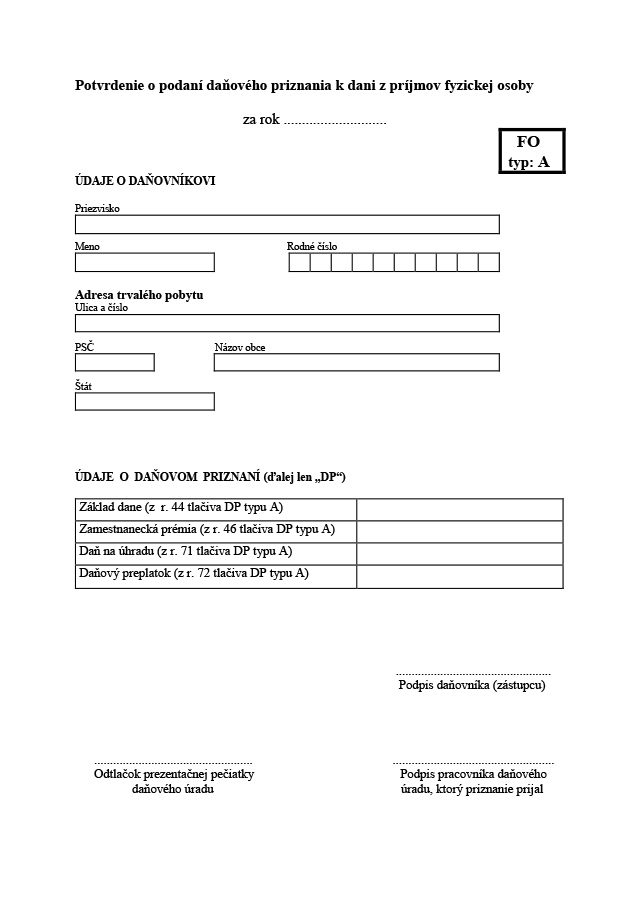 Potvrdenie o podaní daňového priznania k dani z príjmov fyzickej osoby
za rok ............................
FO
typ: A
ÚDAJE O DAŇOVNÍKOVI
Priezvisko
Meno
Rodné číslo
Adresa trvalého pobytu
Ulica a číslo
PSČ
Názov obce
Štát
ÚDAJE O DAŇOVOM PRIZNANÍ (ďalej len „DP“)
Základ dane (z r. 44 tlačiva DP typu A)
Zamestnanecká prémia (z r. 46 tlačiva DP typu A)
Daň na úhradu (z r. 71 tlačiva DP typu A)
Daňový preplatok (z r. 72 tlačiva DP typu A)
....................................................
Podpis daňovníka (zástupcu)
.....................................................
Odtlačok prezentačnej pečiatky
daňového úradu
......................................................
Podpis pracovníka daňového
úradu, ktorý priznanie prijal